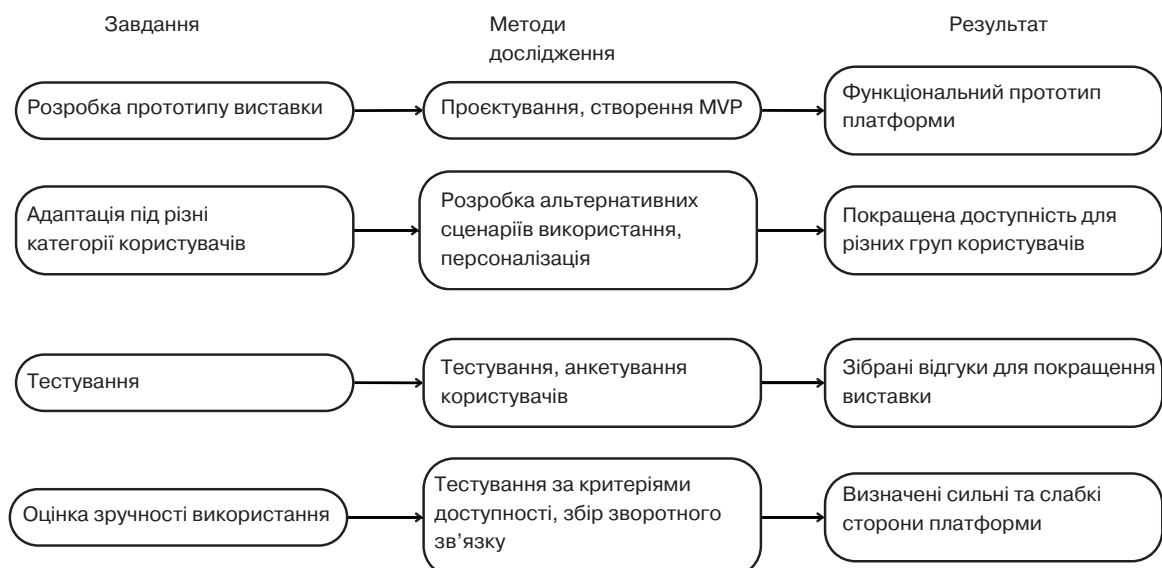 Завдання
Методи
дослідження
Результат
Розробка прототипу виставки
Проєктування, створення MVP
Функціональний прототип
платформи
Адаптація під різні
категорії користувачів
Розробка альтернативних
сценаріїв використання,
персоналізація
Покращена доступність для
різних груп користувачів
Тестування
Тестування, анкетування
користувачів
Зібрані відгуки для покращення
виставки
Оцінка зручності використання
Тестування за критеріями
доступності, збір зворотного
зв’язку
Визначені сильні та слабкі
сторони платформи